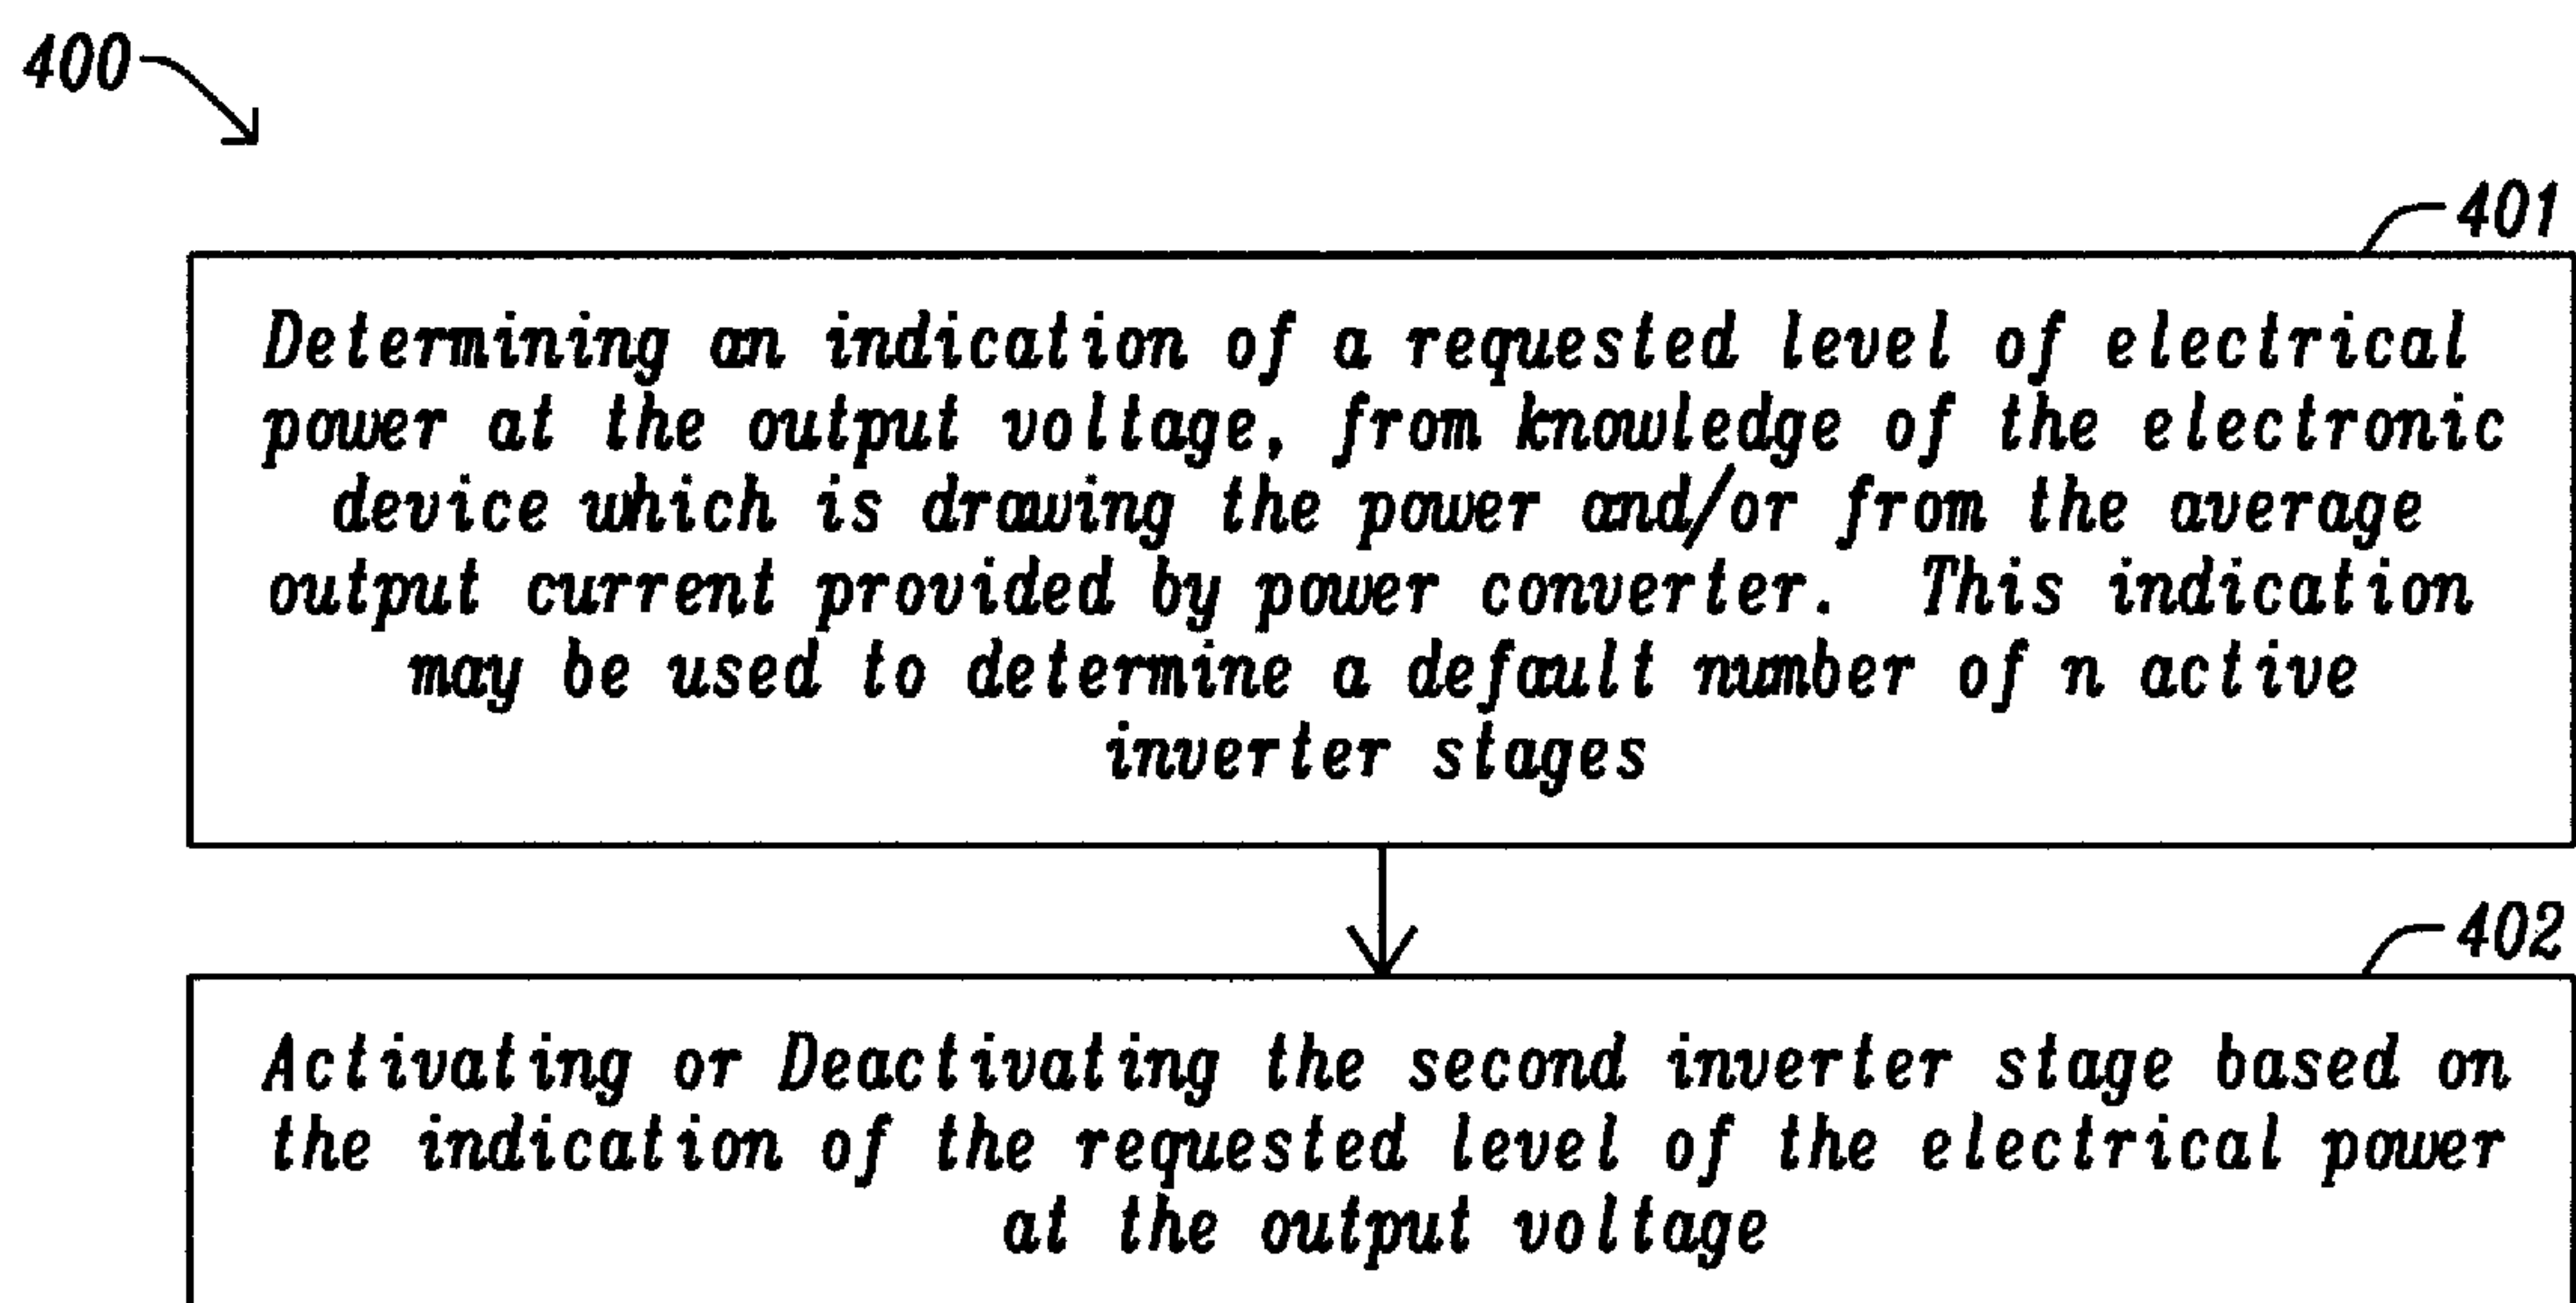 400
401
Determining an indication of a requested level of electrical
power at the output voltage, from knowledge of the electronic
device which is drawing the power and/or from the average
output current provided by power converter. This indication
may be used to determine a default number of n active
inverter stages
402
Activating or Deactivating the second inverter stage based on
the indication of the requested level of the electrical power
at the output voltage